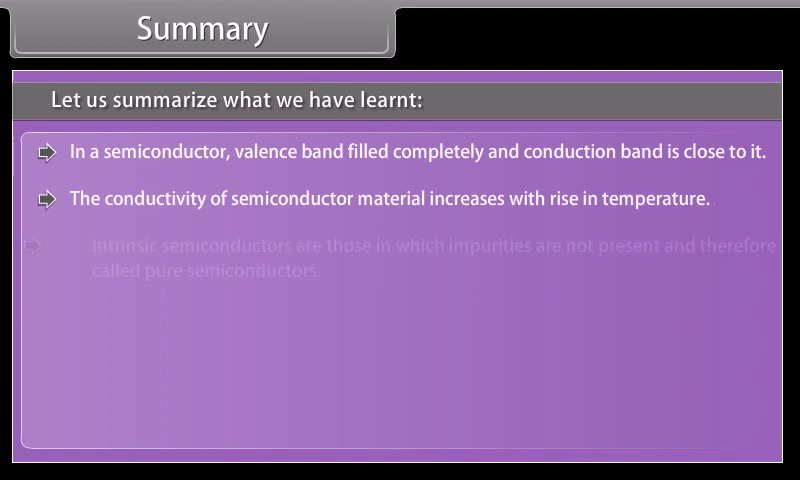 Summary
Let us summarize what we have learnt:
In a semiconductor, valence band filled completely and conduction band is close to it.
The conductivity of semiconductor material increases with rise in temperature.
Intrinsic semiconductors are those in which impurities are not present and therefore
called pure semiconductors.